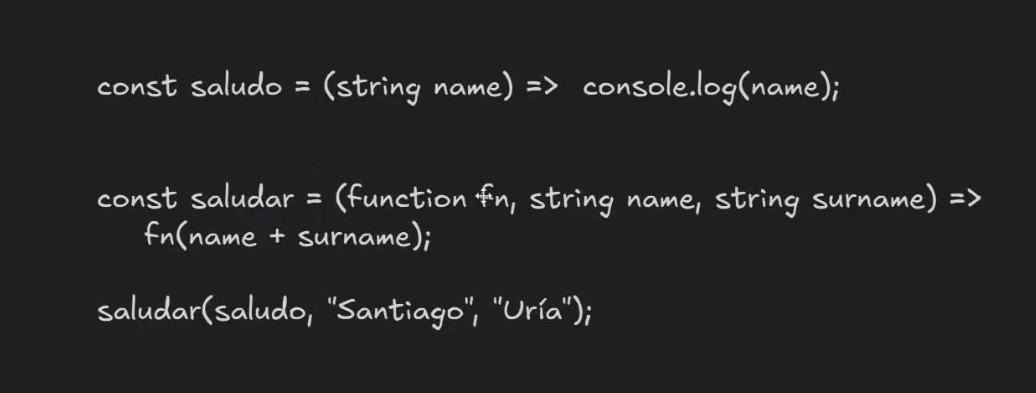 const saludo = (string name) => console.log(name);
const saludar = (function fn, string name, string surname) =>
fn(name + surname);
saludar(saludo, "Santiago", "Uría");